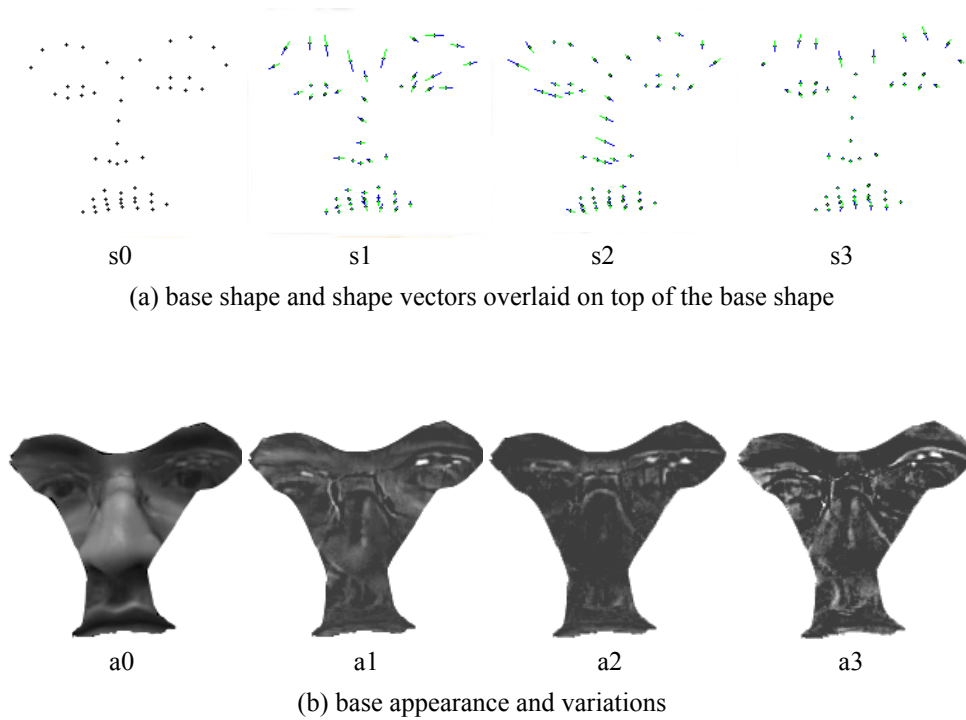 s0 s1 s2 s3
(a) base shape and shape vectors overlaid on top of the base shape
a0 a1 a2 a3
(b) base appearance and variations